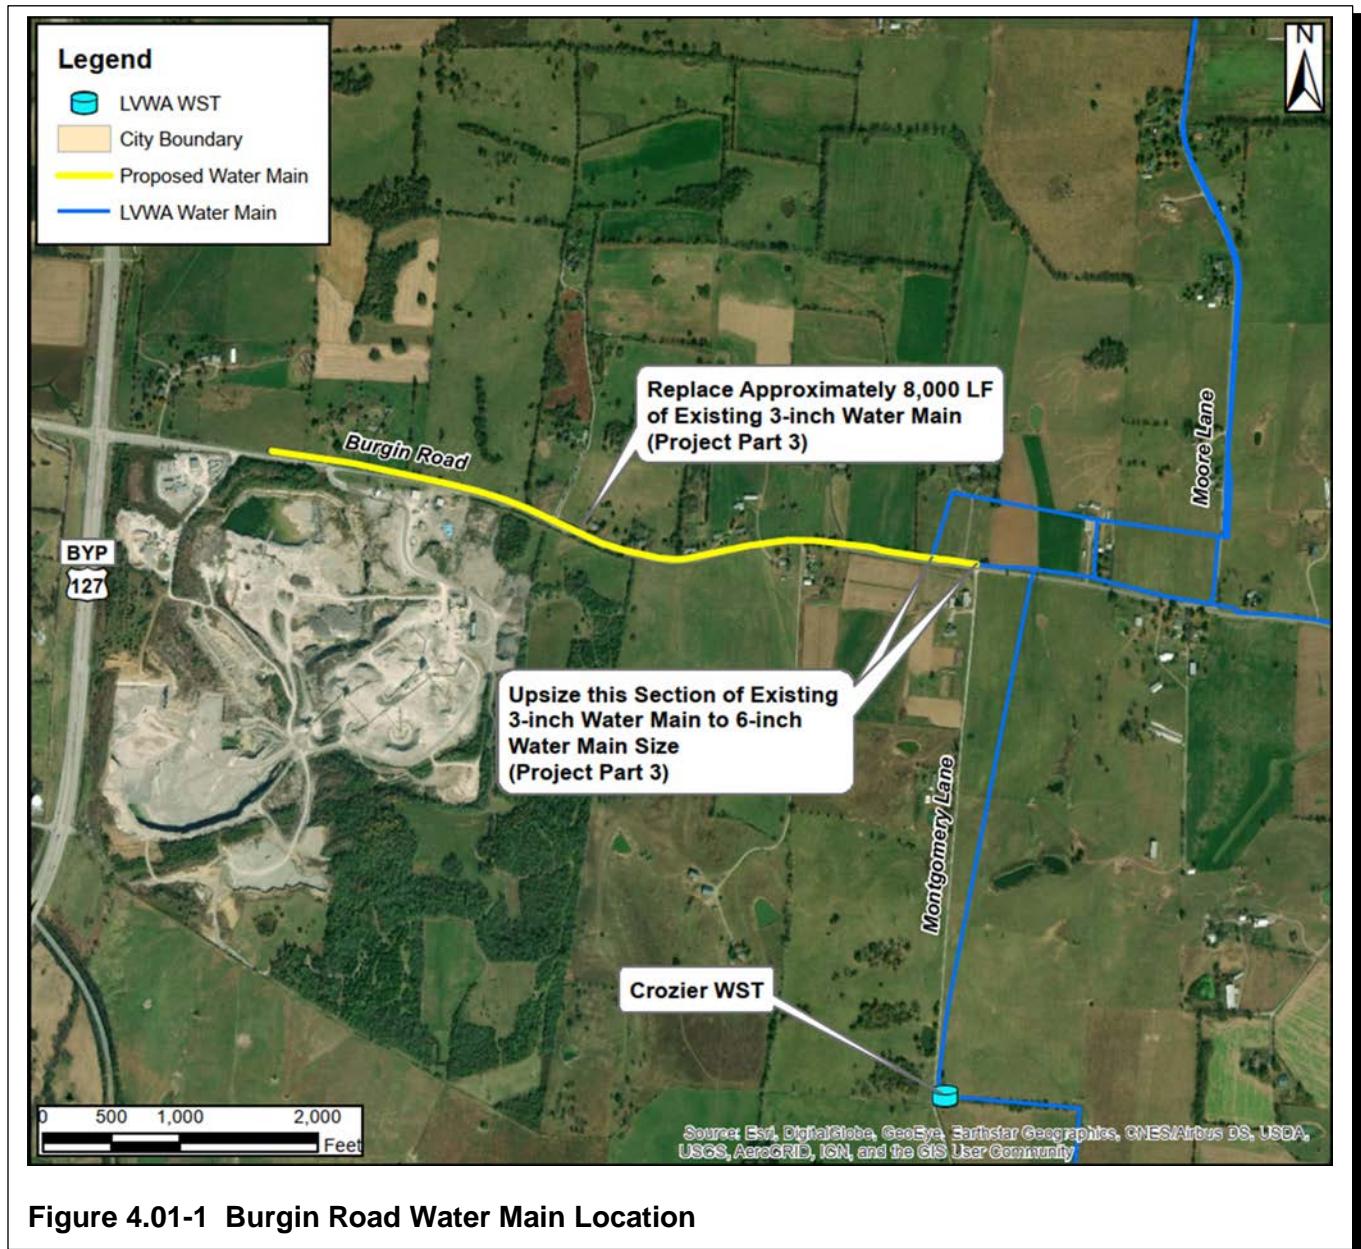 Legend
LVWA WST
City Boundary
Proposed Water Main
LVWA Water Main
N
Replace Approximately 8,000 LF
of Existing 3-inch Water Main
(Project Part 3)
Burgin Road
Moore Lane
BYP
127
Upsize this Section of Existing
3-inch Water Main to 6-inch
Water Main Size
(Project Part 3)
Montgomery Lane
Crozier WST
0 500 1,000 2,000
Feet
Source: Esri, DigitalGlobe, GeoEye, Earthstar Geographics, CNES/Airbus DS, USDA,
USGS, AeroGRID, IGN, and the GIS User Community
Figure 4.01-1 Burgin Road Water Main Location